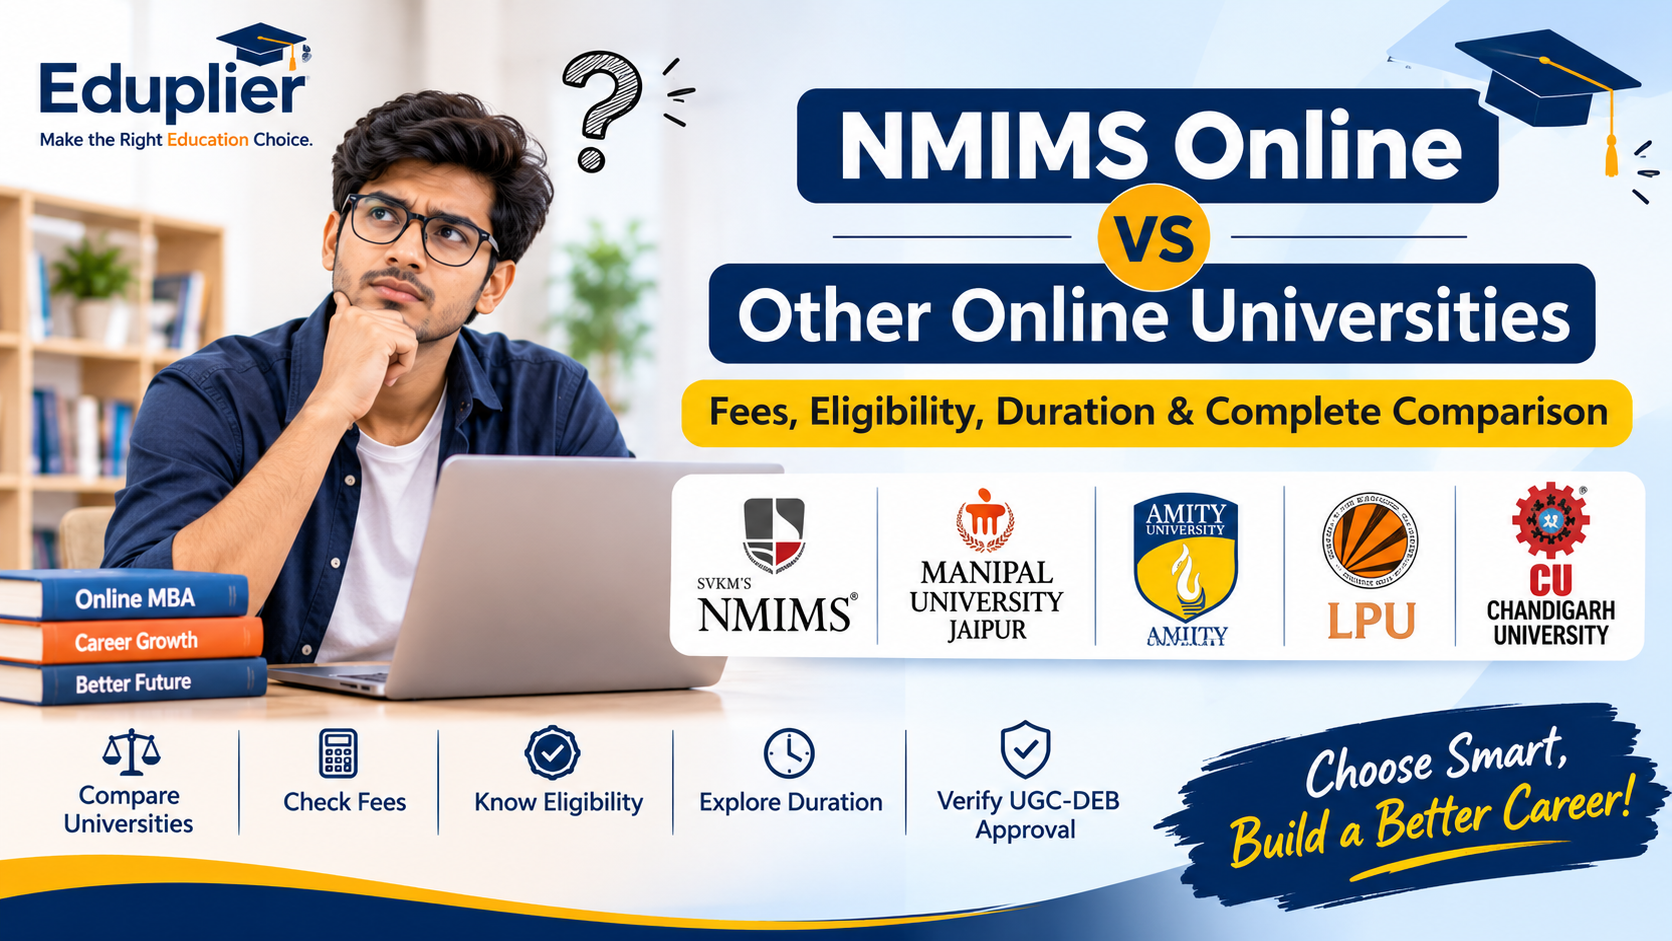 Eduplier
Make the Right Education Choice.
NMIMS Online
VS
Other Online Universities
Fees, Eligibility, Duration & Complete Comparison
SVKM'S
NMIMS®
MANIPAL
UNIVERSITY
JAIPUR
AMITY
UNIVERSITY
AMIITY
LPU
®
CU
CHANDIGARH
UNIVERSITY
Online MBA
Career Growth
Better Future
Compare
Universities
Check Fees
Know Eligibility
Explore Duration
Verify UGC-DEB
Approval
Choose Smart,
Build a Better Career!